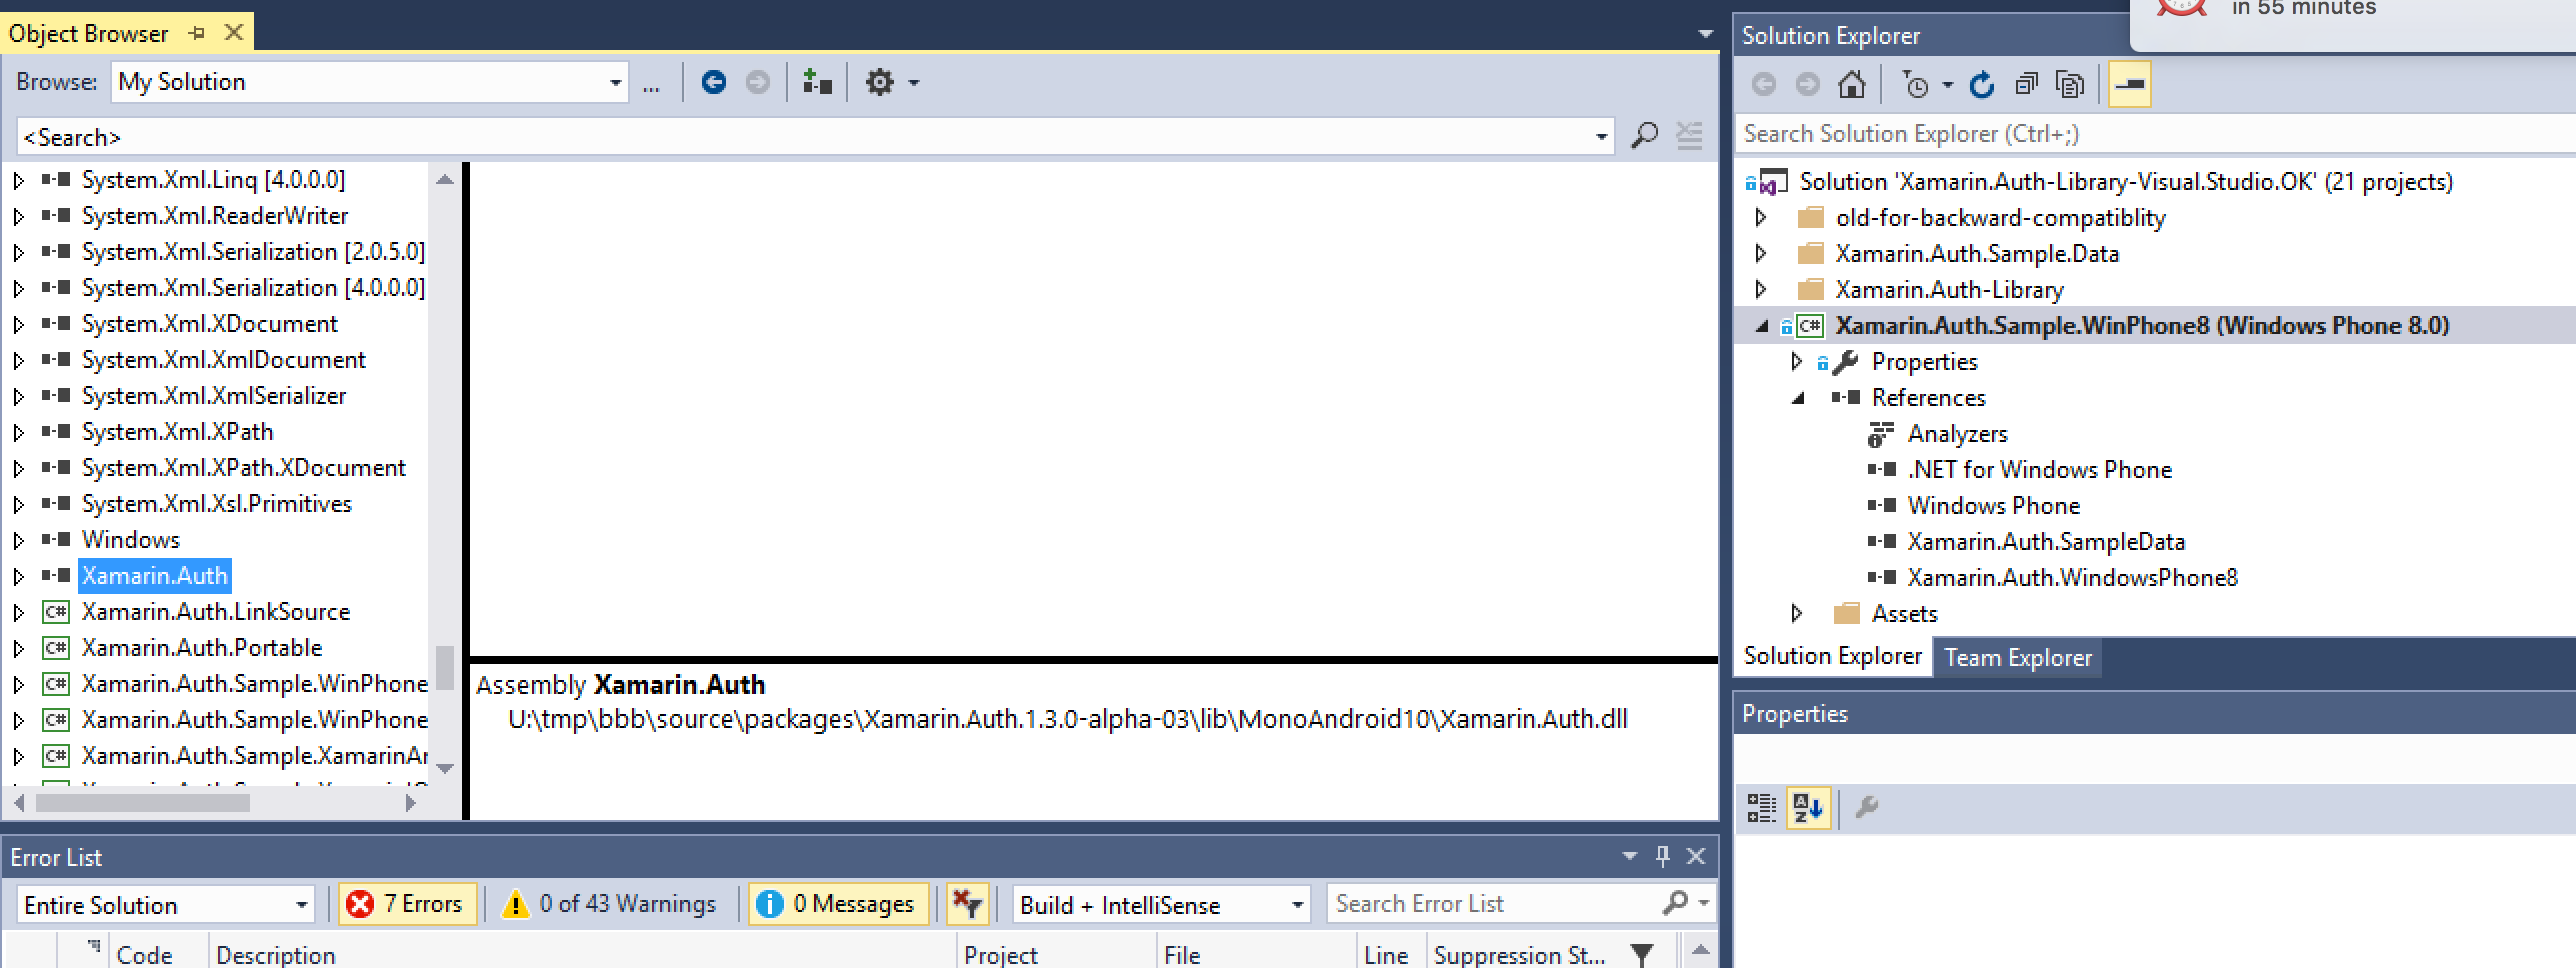 Object Browser
Browse: My Solution ...
<Search>
System.Xml.Linq [4.0.0.0]
System.Xml.ReaderWriter
System.Xml.Serialization [2.0.5.0]
System.Xml.Serialization [4.0.0.0]
System.Xml.XDocument
System.Xml.XmlDocument
System.Xml.XmlSerializer
System.Xml.XPath
System.Xml.XPath.XDocument
System.Xml.Xsl.Primitives
Windows
Xamarin.Auth
C# Xamarin.Auth.LinkSource
C# Xamarin.Auth.Portable
C# Xamarin.Auth.Sample.WinPhone
C# Xamarin.Auth.Sample.WinPhone
C# Xamarin.Auth.Sample.XamarinAr
Assembly Xamarin.Auth
U:\tmp\bbb\source\packages\Xamarin.Auth.1.3.0-alpha-03\lib\MonoAndroid10\Xamarin.Auth.dll
Error List
Entire Solution 7 Errors 0 of 43 Warnings 0 Messages Build + IntelliSense Search Error List
Code Description Project File Line Suppression St...
in 55 minutes
Solution Explorer
Search Solution Explorer (Ctrl+;)
Solution 'Xamarin.Auth-Library-Visual.Studio.OK' (21 projects)
old-for-backward-compatiblity
Xamarin.Auth.Sample.Data
Xamarin.Auth-Library
C# Xamarin.Auth.Sample.WinPhone8 (Windows Phone 8.0)
Properties
References
Analyzers
.NET for Windows Phone
Windows Phone
Xamarin.Auth.SampleData
Xamarin.Auth.WindowsPhone8
Assets
Solution Explorer Team Explorer
Properties